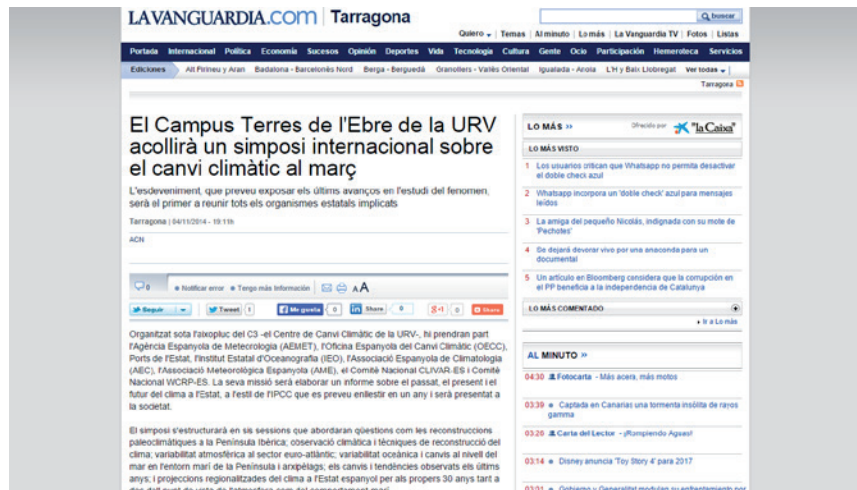 LAVANGUARDIA.COM Tarragona
buscar
Quiero Temas Al minuto Lo más La Vanguardia TV Fotos Listas
Portada Internacional Política Economía Sucesos Opinión Deportes Vida Tecnología Cultura Gente Ocio Participación Hemeroteca Servicios
Ediciones Alt Pirineu y Aran Badalona - Barcelonès Nord Berga - Berguedà Granollers - Vallès Oriental Igualada - Anoia L'H y Baix Llobregat Ver todas
Tarragona
El Campus Terres de l'Ebre de la URV
acollirà un simposi internacional sobre
el canvi climàtic al març
L'esdeveniment, que preveu exposar els últims avanços en l'estudi del fenomen,
serà el primer a reunir tots els organismes estatals implicats
Tarragona | 04/11/2014 - 19:11h
ACN
0 Notificar error Tengo más Información AA
Seguir Tweet 1 Me gusta 0 Share 0 +1 0 Share
Organitzat sota l'aixopluc del C3 -el Centre de Canvi Climàtic de la URV-, hi prendran part
l'Agència Espanyola de Meteorologia (AEMET), l'Oficina Espanyola del Canvi Climàtic (OECC),
Ports de l'Estat, l'Institut Estatal d'Oceanografia (IEO), l'Associació Espanyola de Climatologia
(AEC), l'Associació Meteorològica Espanyola (AME), el Comitè Nacional CLIVAR-ES i Comitè
Nacional WCRP-ES. La seva missió serà elaborar un informe sobre el passat, el present i el
futur del clima a l'Estat, a l'estil de l'IPCC que es preveu enllestir en un any i serà presentat a
la societat.
El simposi s'estructurarà en sis sessions que abordaran qüestions com les reconstruccions
paleoclimàtiques a la Península Ibèrica; observació climàtica i tècniques de reconstrucció del
clima; variabilitat atmosfèrica al sector euro-atlàntic; variabilitat oceànica i canvis al nivell del
mar en l'entorn marí de la Península i arxipèlags; els canvis i tendències observats els últims
anys; i projeccions regionalitzades del clima a l'Estat espanyol per als propers 30 anys tant a
LO MÁS »
Ofrecido por "la Caixa"
LO MÁS VISTO
1 Los usuarios critican que Whatsapp no permita desactivar
el doble check azul
2 Whatsapp incorpora un 'doble check' azul para mensajes
leídos
3 La amiga del pequeño Nicolás, indignada con su mote de
'Pechotes'
4 Se dejará devorar vivo por una anaconda para un
documental
5 Un artículo en Bloomberg considera que la corrupción en
el PP beneficia a la independencia de Catalunya
LO MÁS COMENTADO
Ir a Lo más
AL MINUTO »
04:30 Fotocarta - Más acera, más motos
03:39 Captada en Canarias una tormenta insólita de rayos
gamma
03:26 Carta del Lector - ¡Rompiendo Aguas!
03:14 Disney anuncia 'Toy Story 4' para 2017